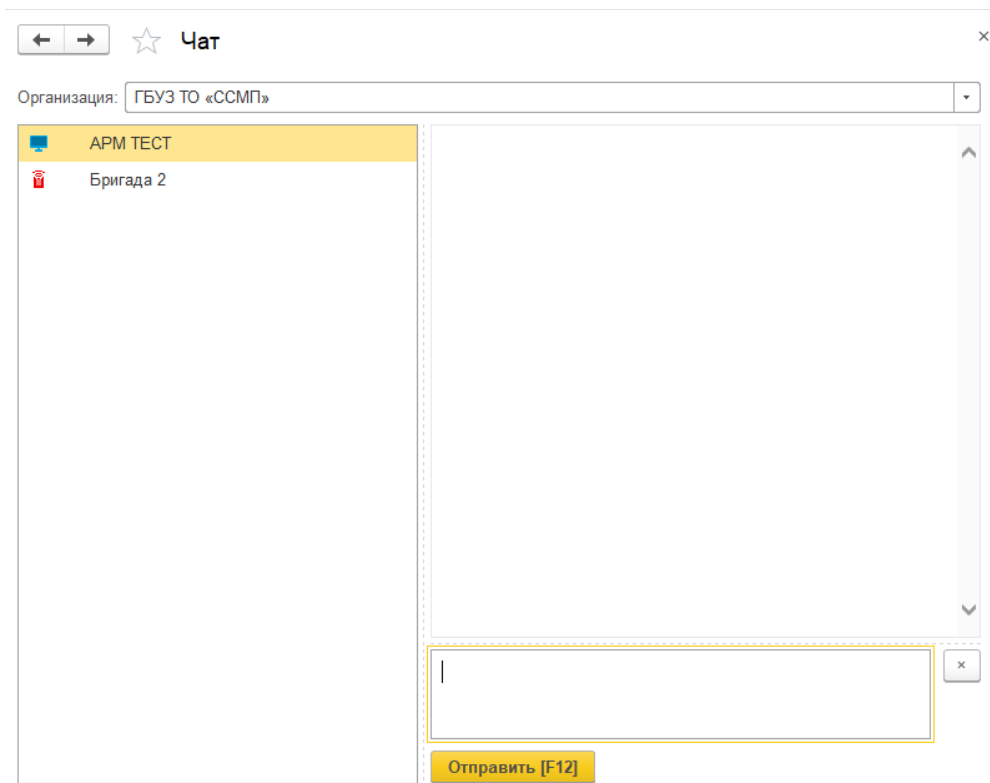 Чат
Организация: ГБУЗ ТО «ССМП»
АРМ ТЕСТ
Бригада 2
Отправить [F12]